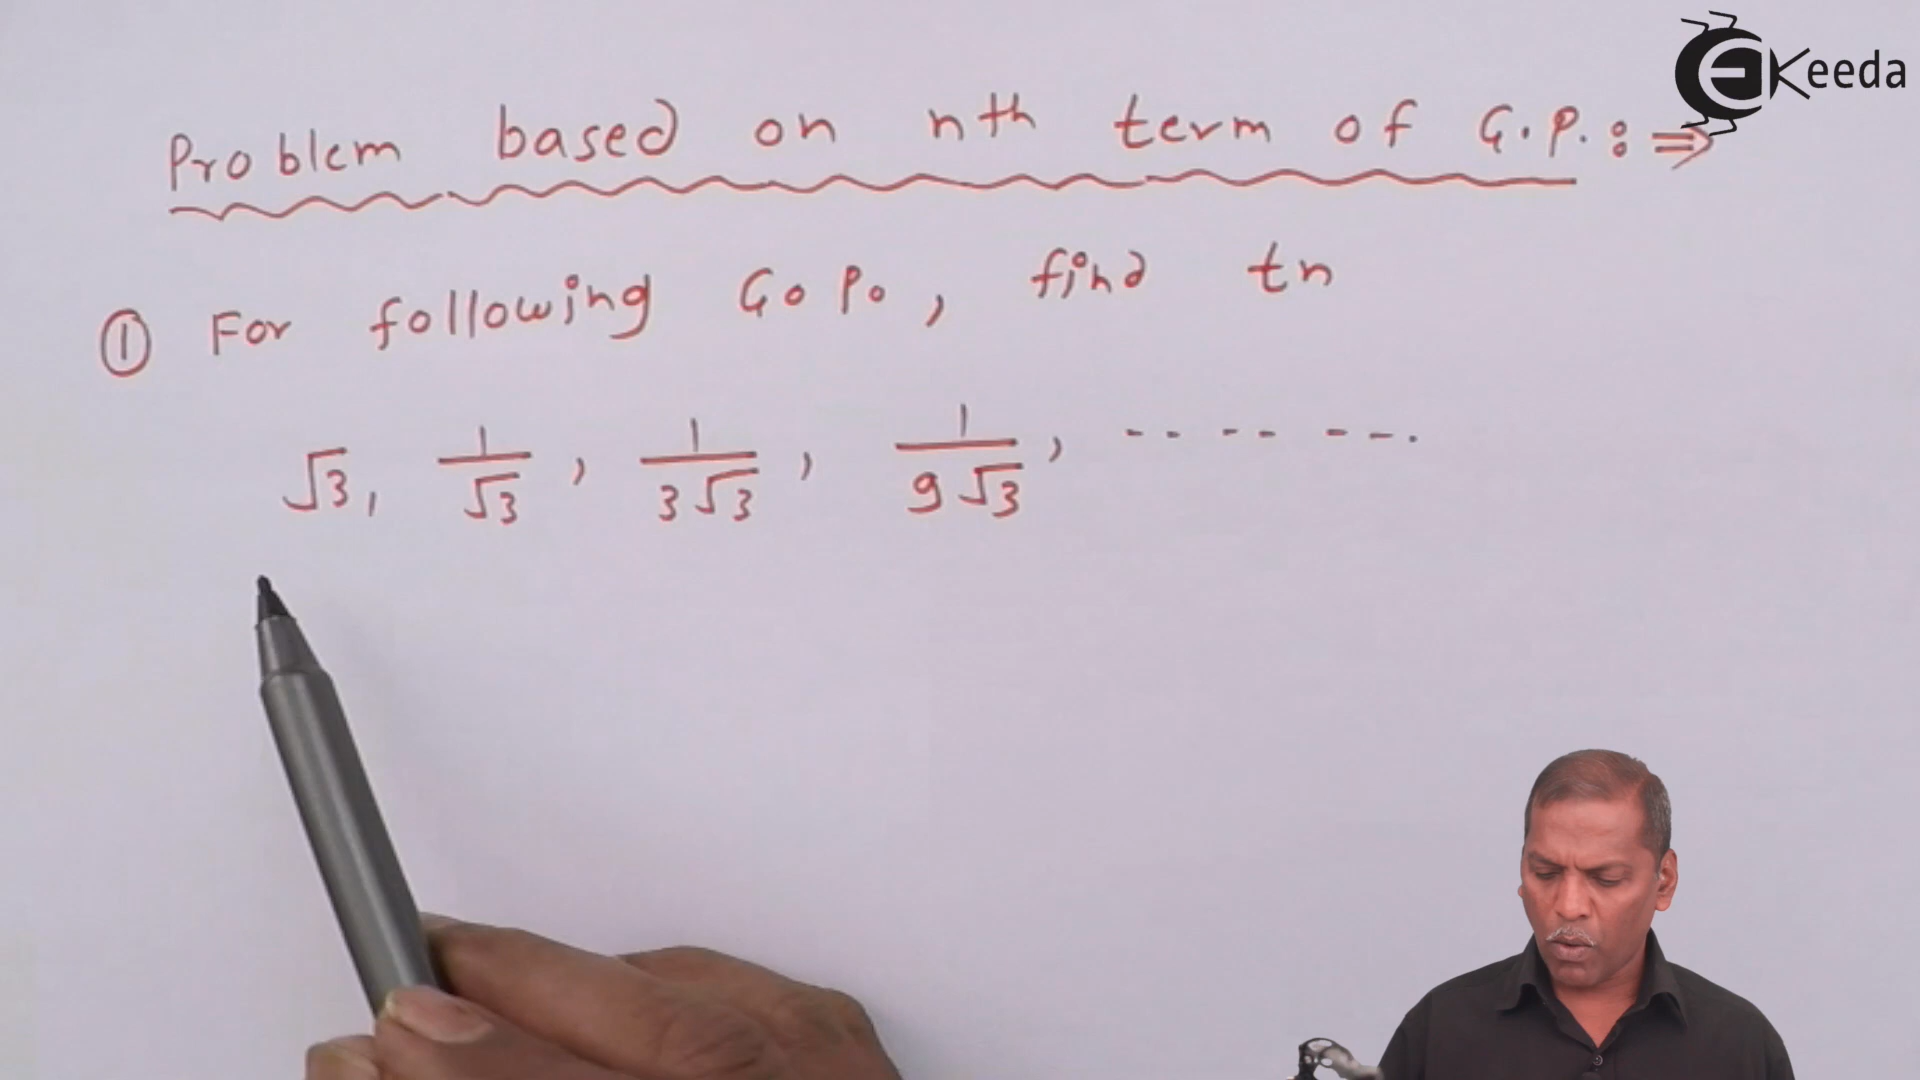 EKeeda
Problem based on nth term of G.P. : ⇒
① For following G.P., find tn
√3, 1/√3, 1/3√3, 1/9√3, -- -- --.